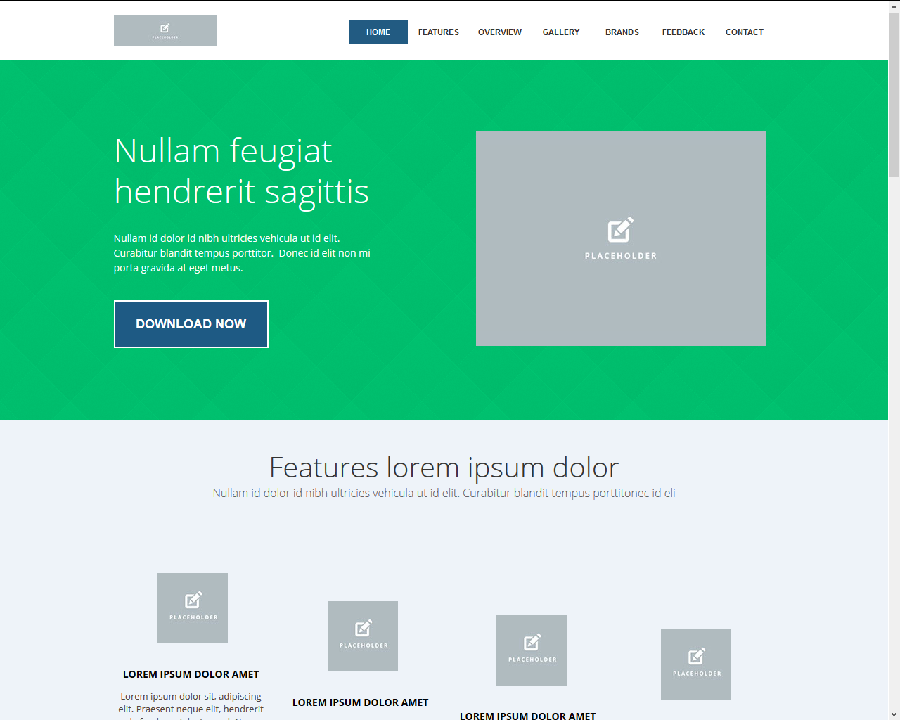 PLACEHOLDER
HOME
FEATURES
OVERVIEW
GALLERY
BRANDS
FEEDBACK
CONTACT
Nullam feugiat
hendrerit sagittis
Nullam id dolor id nibh ultricies vehicula ut id elit.
Curabitur blandit tempus porttitor. Donec id elit non mi
porta gravida at eget metus.
DOWNLOAD NOW
PLACEHOLDER
Features lorem ipsum dolor
Nullam id dolor id nibh ultricies vehicula ut id elit. Curabitur blandit tempus porttitonec id eli
PLACEHOLDER
LOREM IPSUM DOLOR AMET
Lorem ipsum dolor sit, adipiscing
elit. Praesent neque elit, hendrerit
PLACEHOLDER
LOREM IPSUM DOLOR AMET
PLACEHOLDER
LOREM IPSUM DOLOR AMET
PLACEHOLDER